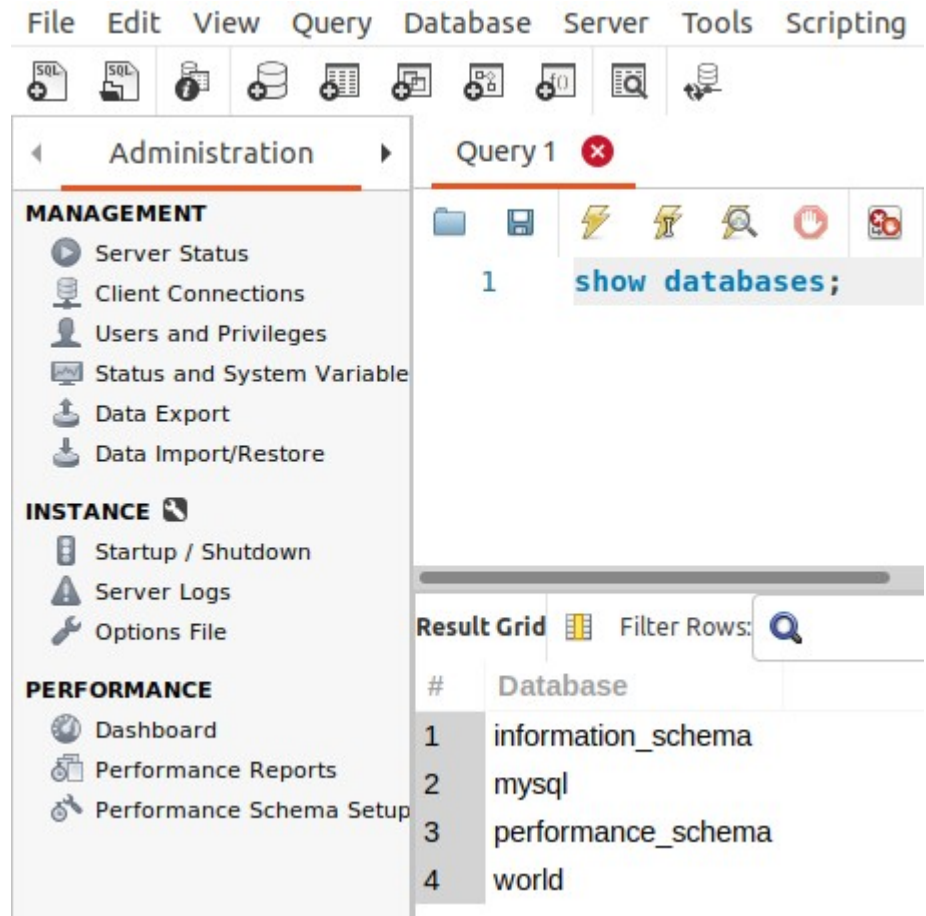 File Edit View Query Database Server Tools Scripting
SQL SQL
Administration
MANAGEMENT
Server Status
Client Connections
Users and Privileges
Status and System Variable
Data Export
Data Import/Restore
INSTANCE
Startup / Shutdown
Server Logs
Options File
PERFORMANCE
Dashboard
Performance Reports
Performance Schema Setup
Query 1
1 show databases;
Result Grid Filter Rows:
# Database
1 information_schema
2 mysql
3 performance_schema
4 world